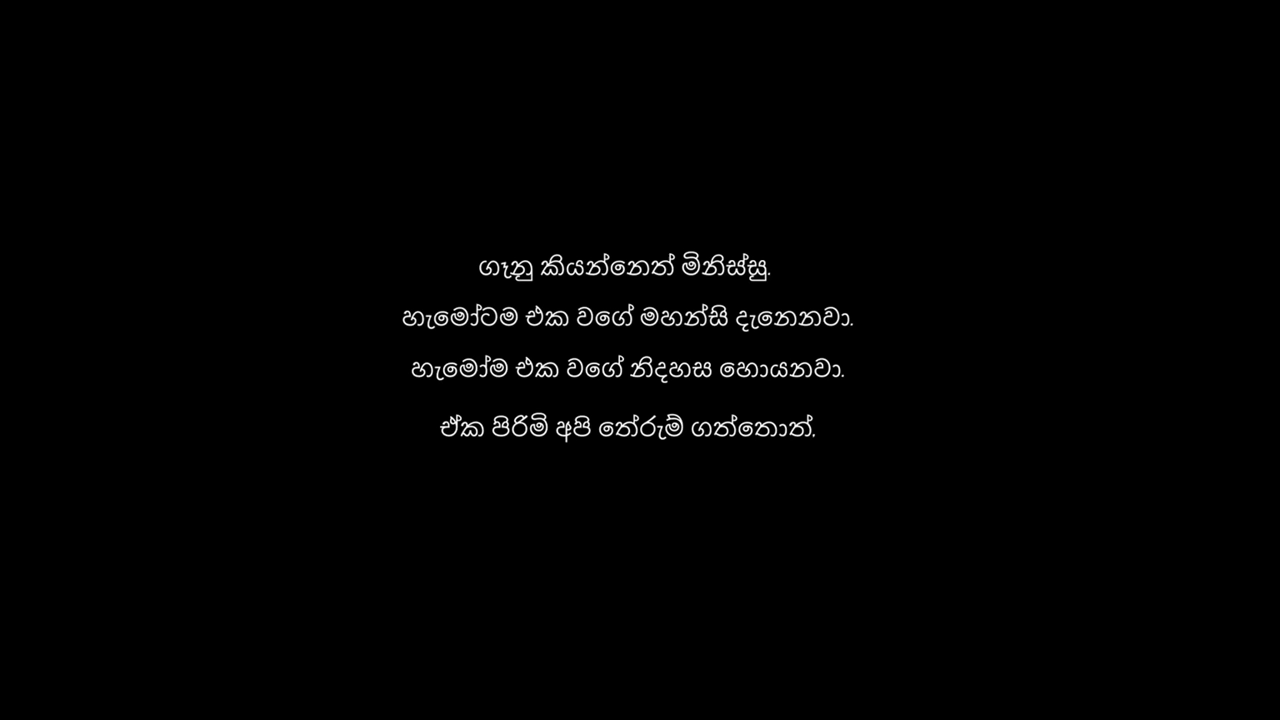 ගෑනු කියන්නෙත් මිනිස්සු.
හැමෝටම එක වගේ මහන්සි දැනෙනවා.
හැමෝම එක වගේ නිදහස හොයනවා.
ඒක පිරිමි අපි තේරුම් ගත්තොත්.